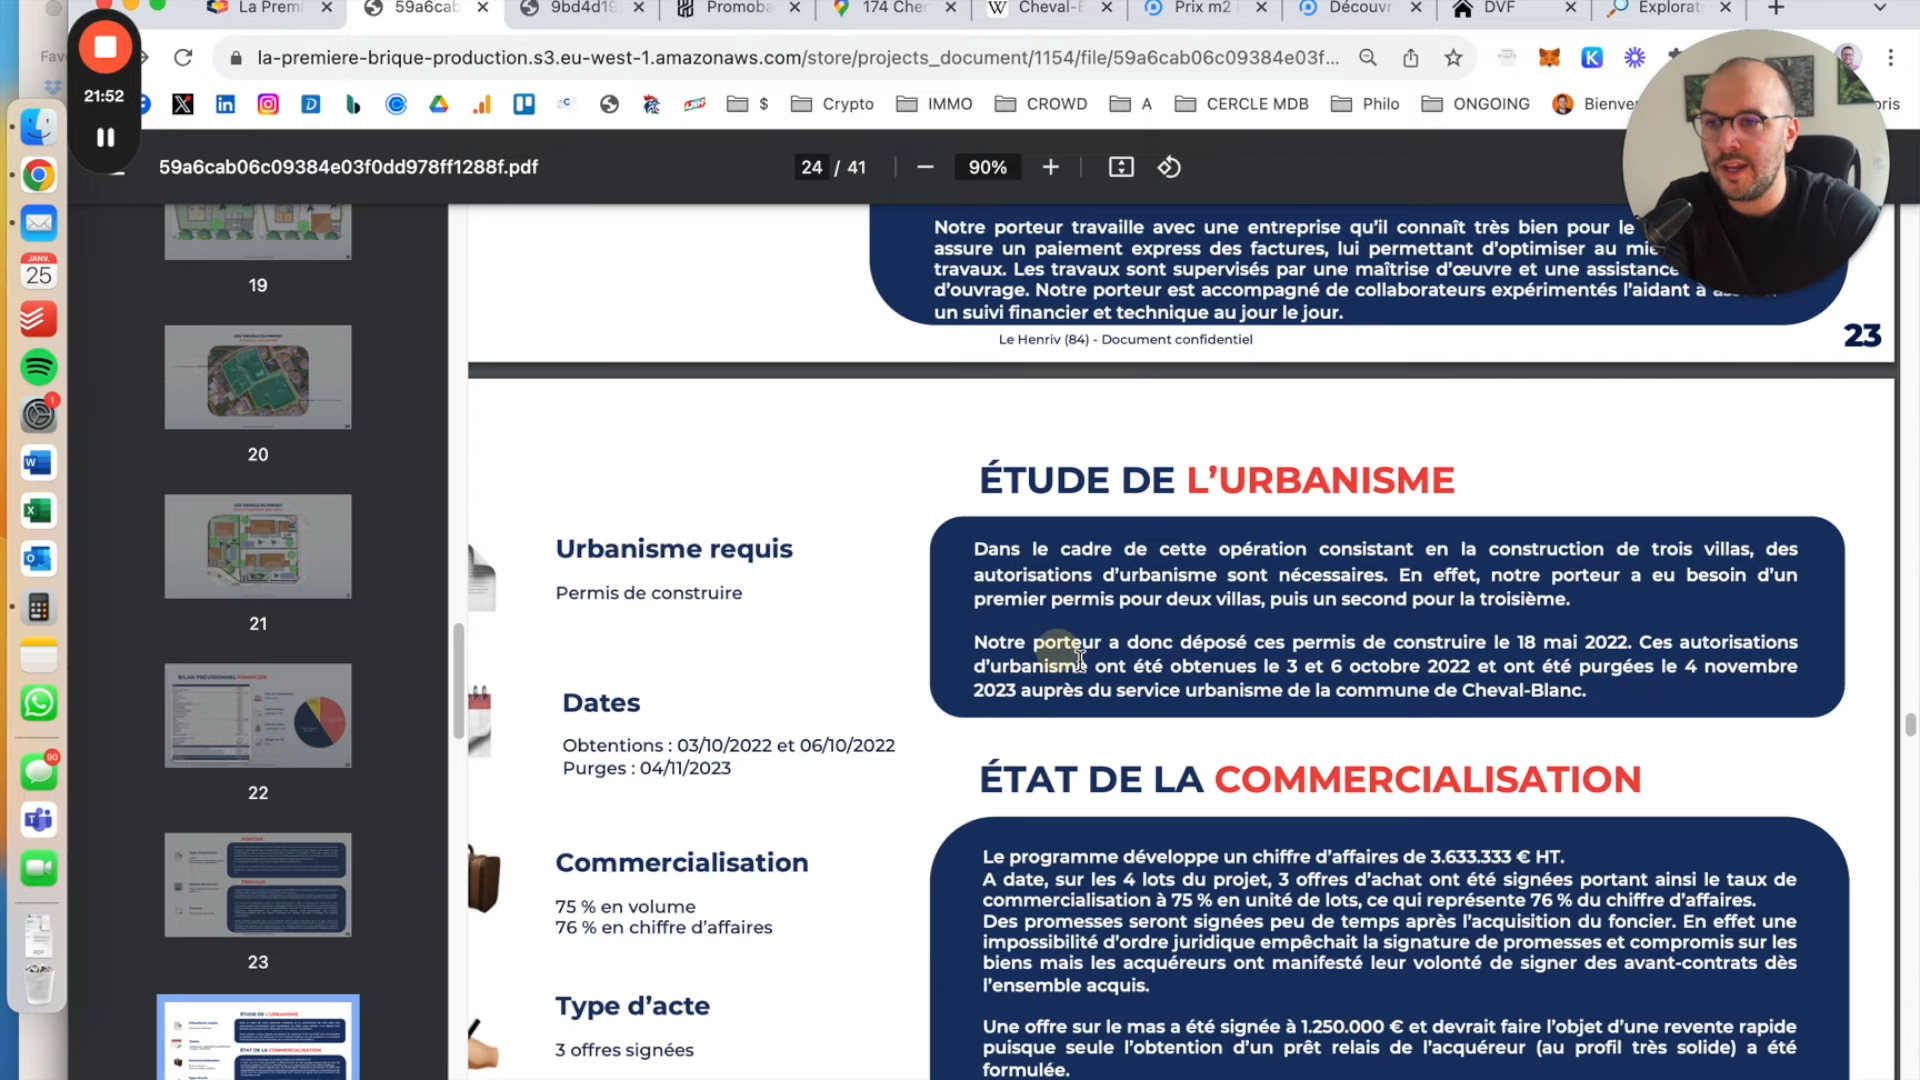 La Premi
59a6cab
9bd4d19
Promoba
174 Cher
Cheval-B
Prix m2
Découvr
DVF
Explorat
Fav
21:52
la-premiere-brique-production.s3.eu-west-1.amazonaws.com/store/projects_document/1154/file/59a6cab06c09384e03f...
$
Crypto
IMMO
CROWD
A
CERCLE MDB
Philo
ONGOING
Bienve
oris
JANV.
25
1
90
59a6cab06c09384e03f0dd978ff1288f.pdf
24 / 41
90%
19
20
21
BILAN PRÉVISIONNEL FINANCIER
22
23
ÉTUDE DE L'URBANISME
ÉTAT DE LA COMMERCIALISATION
Notre porteur travaille avec une entreprise qu'il connaît très bien pour le
assure un paiement express des factures, lui permettant d'optimiser au mie
travaux. Les travaux sont supervisés par une maîtrise d'œuvre et une assistance
d'ouvrage. Notre porteur est accompagné de collaborateurs expérimentés l'aidant à
un suivi financier et technique au jour le jour.
Le Henriv (84) - Document confidentiel
23
ÉTUDE DE L'URBANISME
Urbanisme requis
Permis de construire
Dans le cadre de cette opération consistant en la construction de trois villas, des
autorisations d'urbanisme sont nécessaires. En effet, notre porteur a eu besoin d'un
premier permis pour deux villas, puis un second pour la troisième.
Notre porteur a donc déposé ces permis de construire le 18 mai 2022. Ces autorisations
d'urbanisme ont été obtenues le 3 et 6 octobre 2022 et ont été purgées le 4 novembre
2023 auprès du service urbanisme de la commune de Cheval-Blanc.
Dates
Obtentions : 03/10/2022 et 06/10/2022
Purges : 04/11/2023
ÉTAT DE LA COMMERCIALISATION
Commercialisation
75 % en volume
76 % en chiffre d'affaires
Type d'acte
3 offres signées
Le programme développe un chiffre d'affaires de 3.633.333 € HT.
A date, sur les 4 lots du projet, 3 offres d'achat ont été signées portant ainsi le taux de
commercialisation à 75 % en unité de lots, ce qui représente 76 % du chiffre d'affaires.
Des promesses seront signées peu de temps après l'acquisition du foncier. En effet une
impossibilité d'ordre juridique empêchait la signature de promesses et compromis sur les
biens mais les acquéreurs ont manifesté leur volonté de signer des avant-contrats dès
l'ensemble acquis.
Une offre sur le mas a été signée à 1.250.000 € et devrait faire l'objet d'une revente rapide
puisque seule l'obtention d'un prêt relais de l'acquéreur (au profil très solide) a été
formulée.